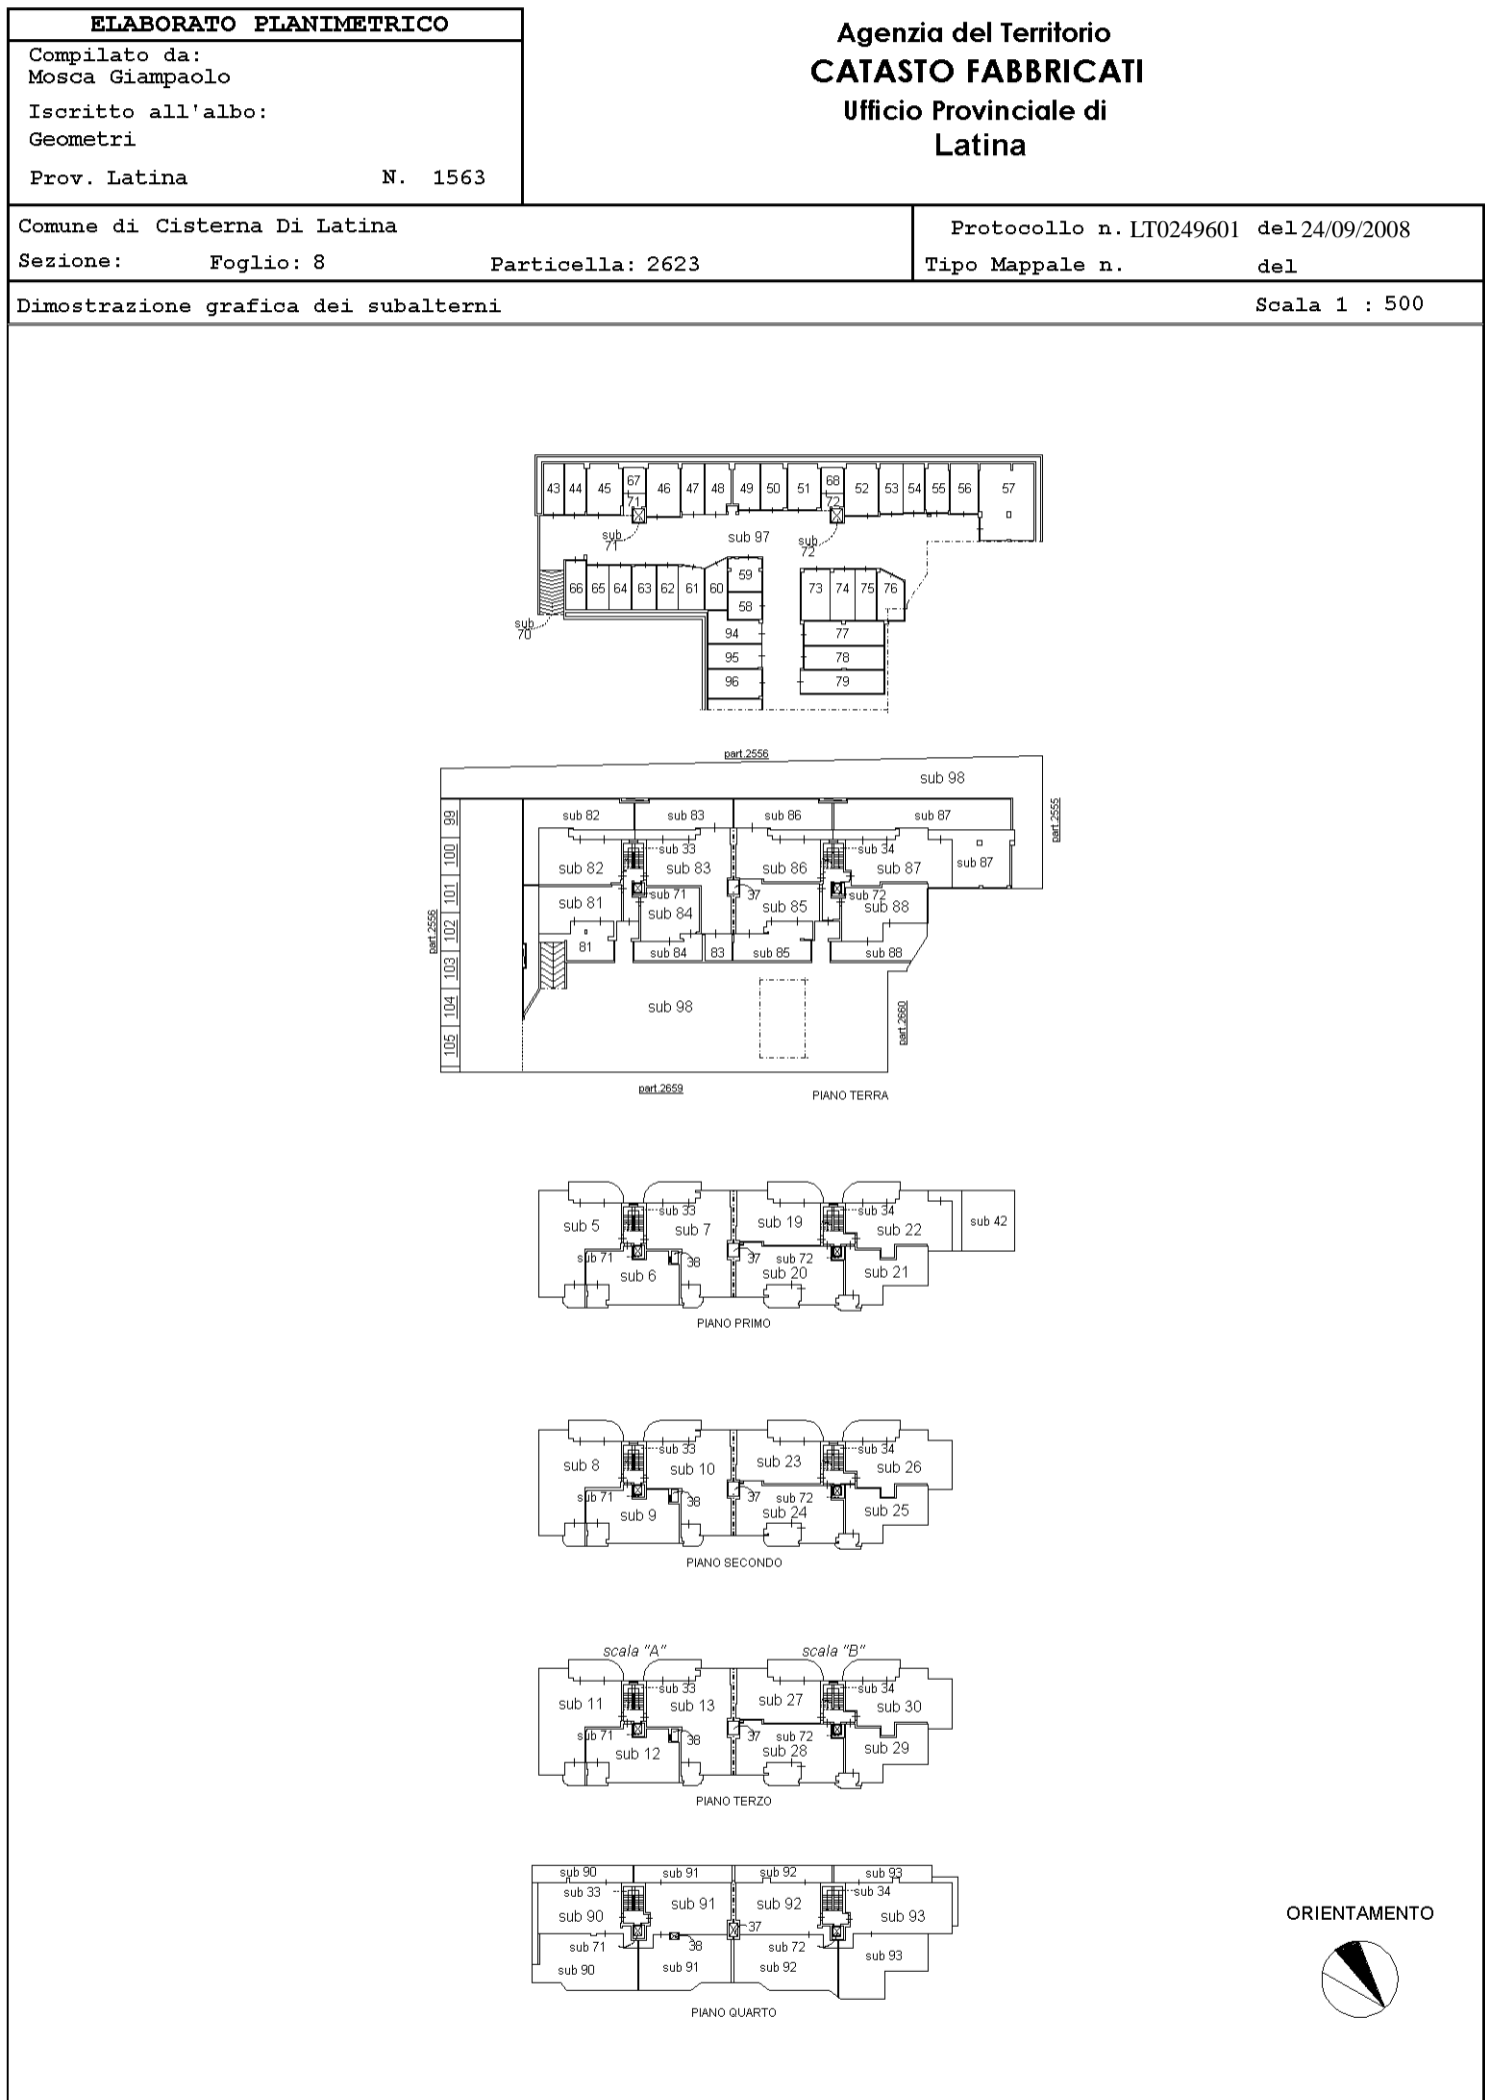 ELABORATO PLANIMETRICO
Compilato da:
Mosca Giampaolo
Iscritto all'albo:
Geometri
Prov. Latina N. 1563
Agenzia del Territorio
CATASTO FABBRICATI
Ufficio Provinciale di
Latina
Comune di Cisterna Di Latina
Sezione: Foglio: 8 Particella: 2623
Protocollo n. LT0249601 del 24/09/2008
Tipo Mappale n. del
Dimostrazione grafica dei subalterni Scala 1 : 500
43 44 45 67 46 47 48 49 50 51 68 52 53 54 55 56 57
71 72
sub 71 sub 97 sub 72
66 65 64 63 62 61 60 59 73 74 75 76
58
sub 70
94 77
95 78
96 79
part.2556
sub 98
99 sub 82 sub 83 sub 86 sub 87 part.2555
100 sub 33 sub 34
sub 82 sub 83 sub 86 sub 87 sub 87
101 sub 71 37 sub 72
sub 81 sub 84 sub 85 sub 88
part.2556 102
81 sub 84 83 sub 85 sub 88
103
104 sub 98 part.2660
105
part.2659 PIANO TERRA
sub 33 sub 34
sub 5 sub 7 sub 19 sub 22 sub 42
sub 71 38 37 sub 72
sub 6 sub 20 sub 21
PIANO PRIMO
sub 33 sub 34
sub 8 sub 10 sub 23 sub 26
sub 71 38 37 sub 72
sub 9 sub 24 sub 25
PIANO SECONDO
scala "A" scala "B"
sub 33 sub 34
sub 11 sub 13 sub 27 sub 30
sub 71 38 37 sub 72
sub 12 sub 28 sub 29
PIANO TERZO
sub 90 sub 91 sub 92 sub 93
sub 33 sub 34
sub 90 sub 91 sub 92 sub 93
37
sub 71 38 sub 72 sub 93
sub 90 sub 91 sub 92
PIANO QUARTO
ORIENTAMENTO